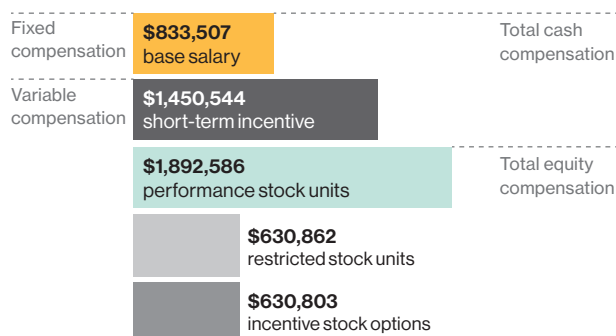 Fixed
compensation
$833,507
base salary
Total cash
compensation
Variable
compensation
$1,450,544
short-term incentive
$1,892,586
performance stock units
Total equity
compensation
$630,862
restricted stock units
$630,803
incentive stock options